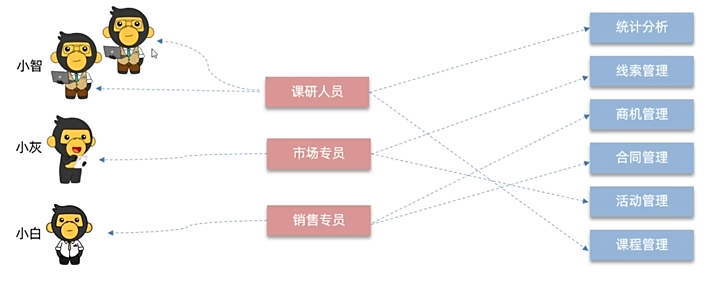 小智
小灰
小白
课研人员
市场专员
销售专员
统计分析
线索管理
商机管理
合同管理
活动管理
课程管理